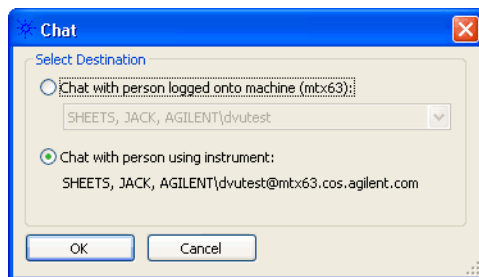 Chat
Select Destination
Chat with person logged onto machine (mtx63):
SHEETS, JACK, AGILENT\dvutest
Chat with person using instrument:
SHEETS, JACK, AGILENT\dvutest@mtx63.cos.agilent.com
OK Cancel